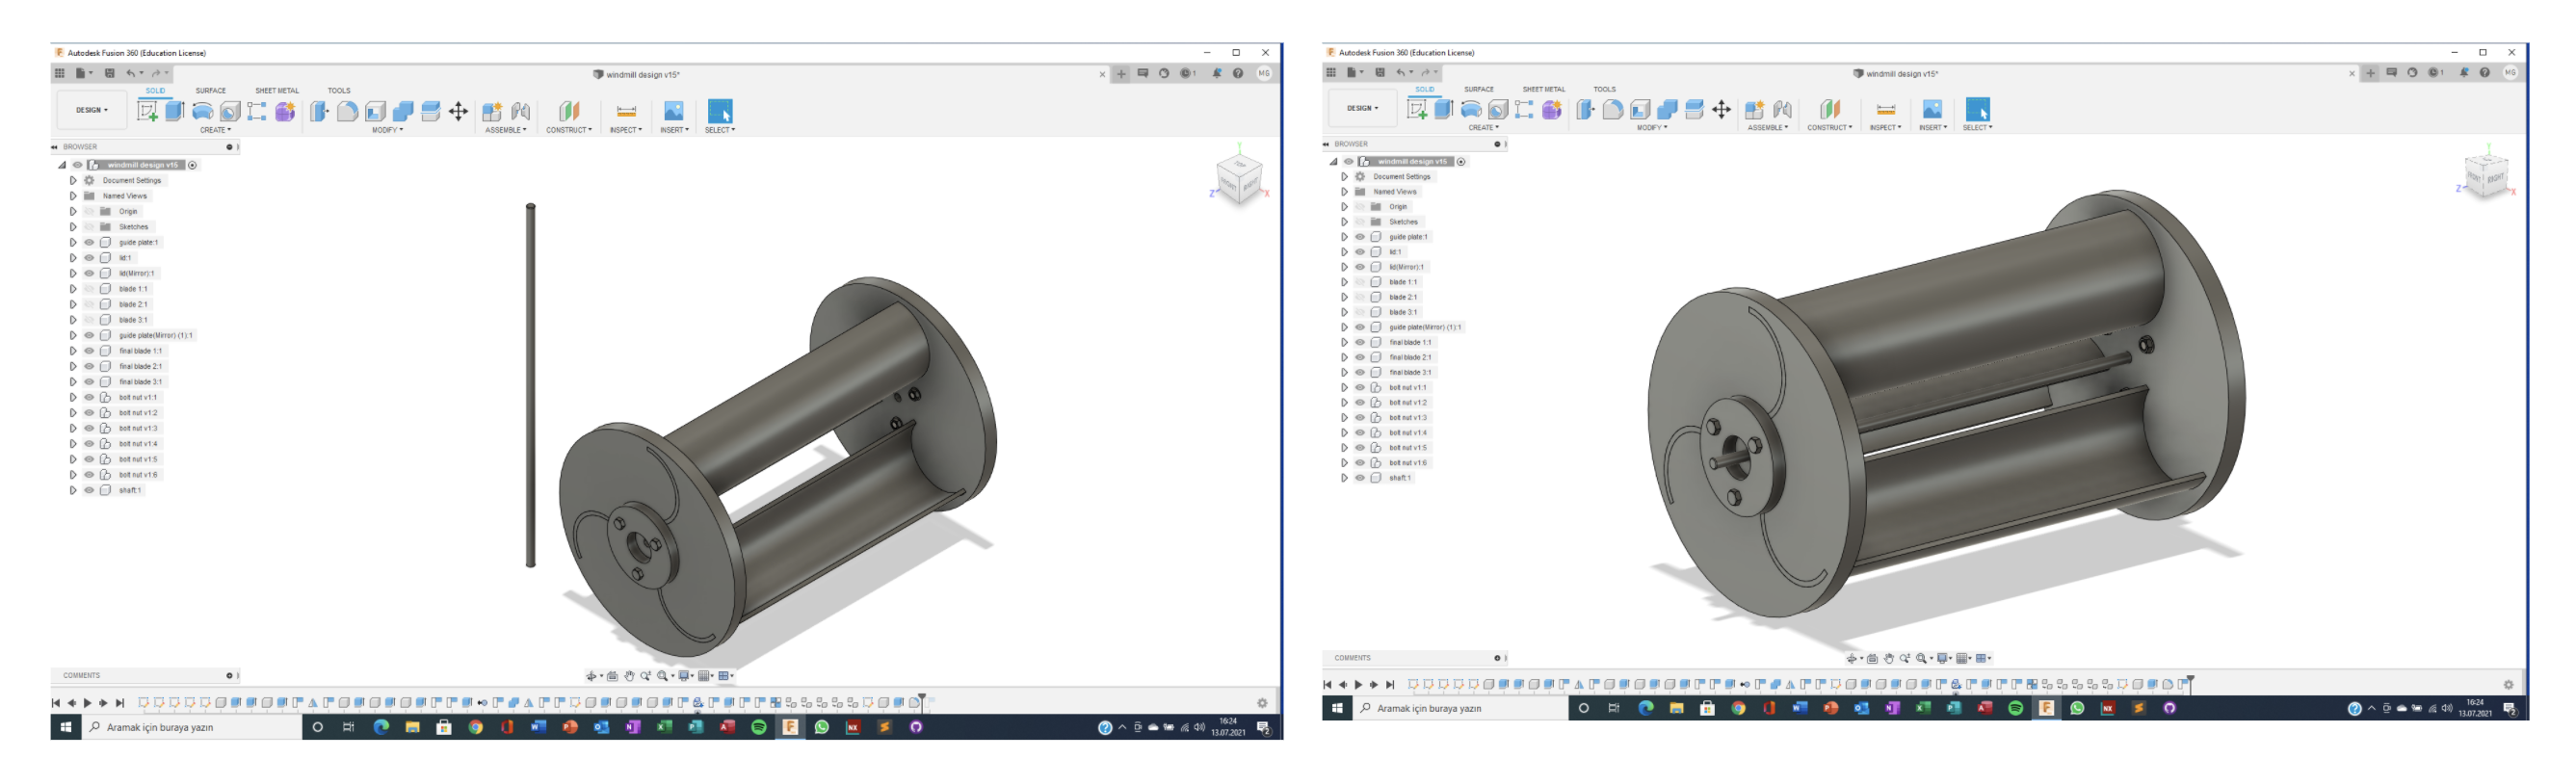 Autodesk Fusion 360 (Education License)
windmill design v15*
1
MG
SOLID SURFACE SHEET METAL TOOLS
DESIGN
CREATE MODIFY ASSEMBLE CONSTRUCT INSPECT INSERT SELECT
BROWSER
windmill design v15
Document Settings
Named Views
Origin
Sketches
guide plate:1
lid:1
lid(Mirror):1
blade 1:1
blade 2:1
blade 3:1
guide plate(Mirror) (1):1
final blade 1:1
final blade 2:1
final blade 3:1
bolt nut v1:1
bolt nut v1:2
bolt nut v1:3
bolt nut v1:4
bolt nut v1:5
bolt nut v1:6
shaft:1
Y
TOP
FRONT RIGHT
Z X
COMMENTS
Aramak için buraya yazın
16:24
13.07.2021
2
Autodesk Fusion 360 (Education License)
windmill design v15*
1
MG
SOLID SURFACE SHEET METAL TOOLS
DESIGN
CREATE MODIFY ASSEMBLE CONSTRUCT INSPECT INSERT SELECT
BROWSER
windmill design v15
Document Settings
Named Views
Origin
Sketches
guide plate:1
lid:1
lid(Mirror):1
blade 1:1
blade 2:1
blade 3:1
guide plate(Mirror) (1):1
final blade 1:1
final blade 2:1
final blade 3:1
bolt nut v1:1
bolt nut v1:2
bolt nut v1:3
bolt nut v1:4
bolt nut v1:5
bolt nut v1:6
shaft:1
FRONT RIGHT
Z X
COMMENTS
Aramak için buraya yazın
16:24
13.07.2021
2